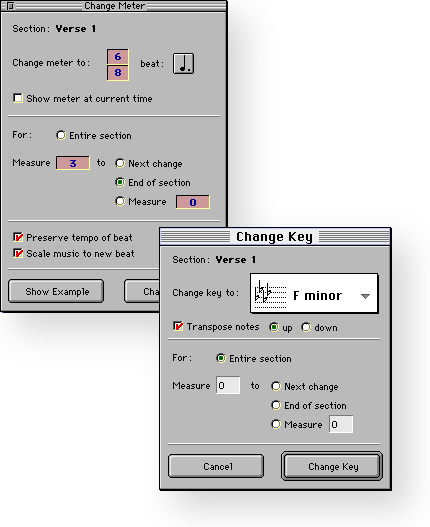 Change Meter
Section: Verse 1
Change meter to: 6 beat:
8
Show meter at current time
For: Entire section
Measure 3 to Next change
End of section
Measure 0
Preserve tempo of beat
Scale music to new beat
Show Example Cha
Change Key
Section: Verse 1
Change key to: F minor
Transpose notes up down
For: Entire section
Measure 0 to Next change
End of section
Measure 0
Cancel Change Key